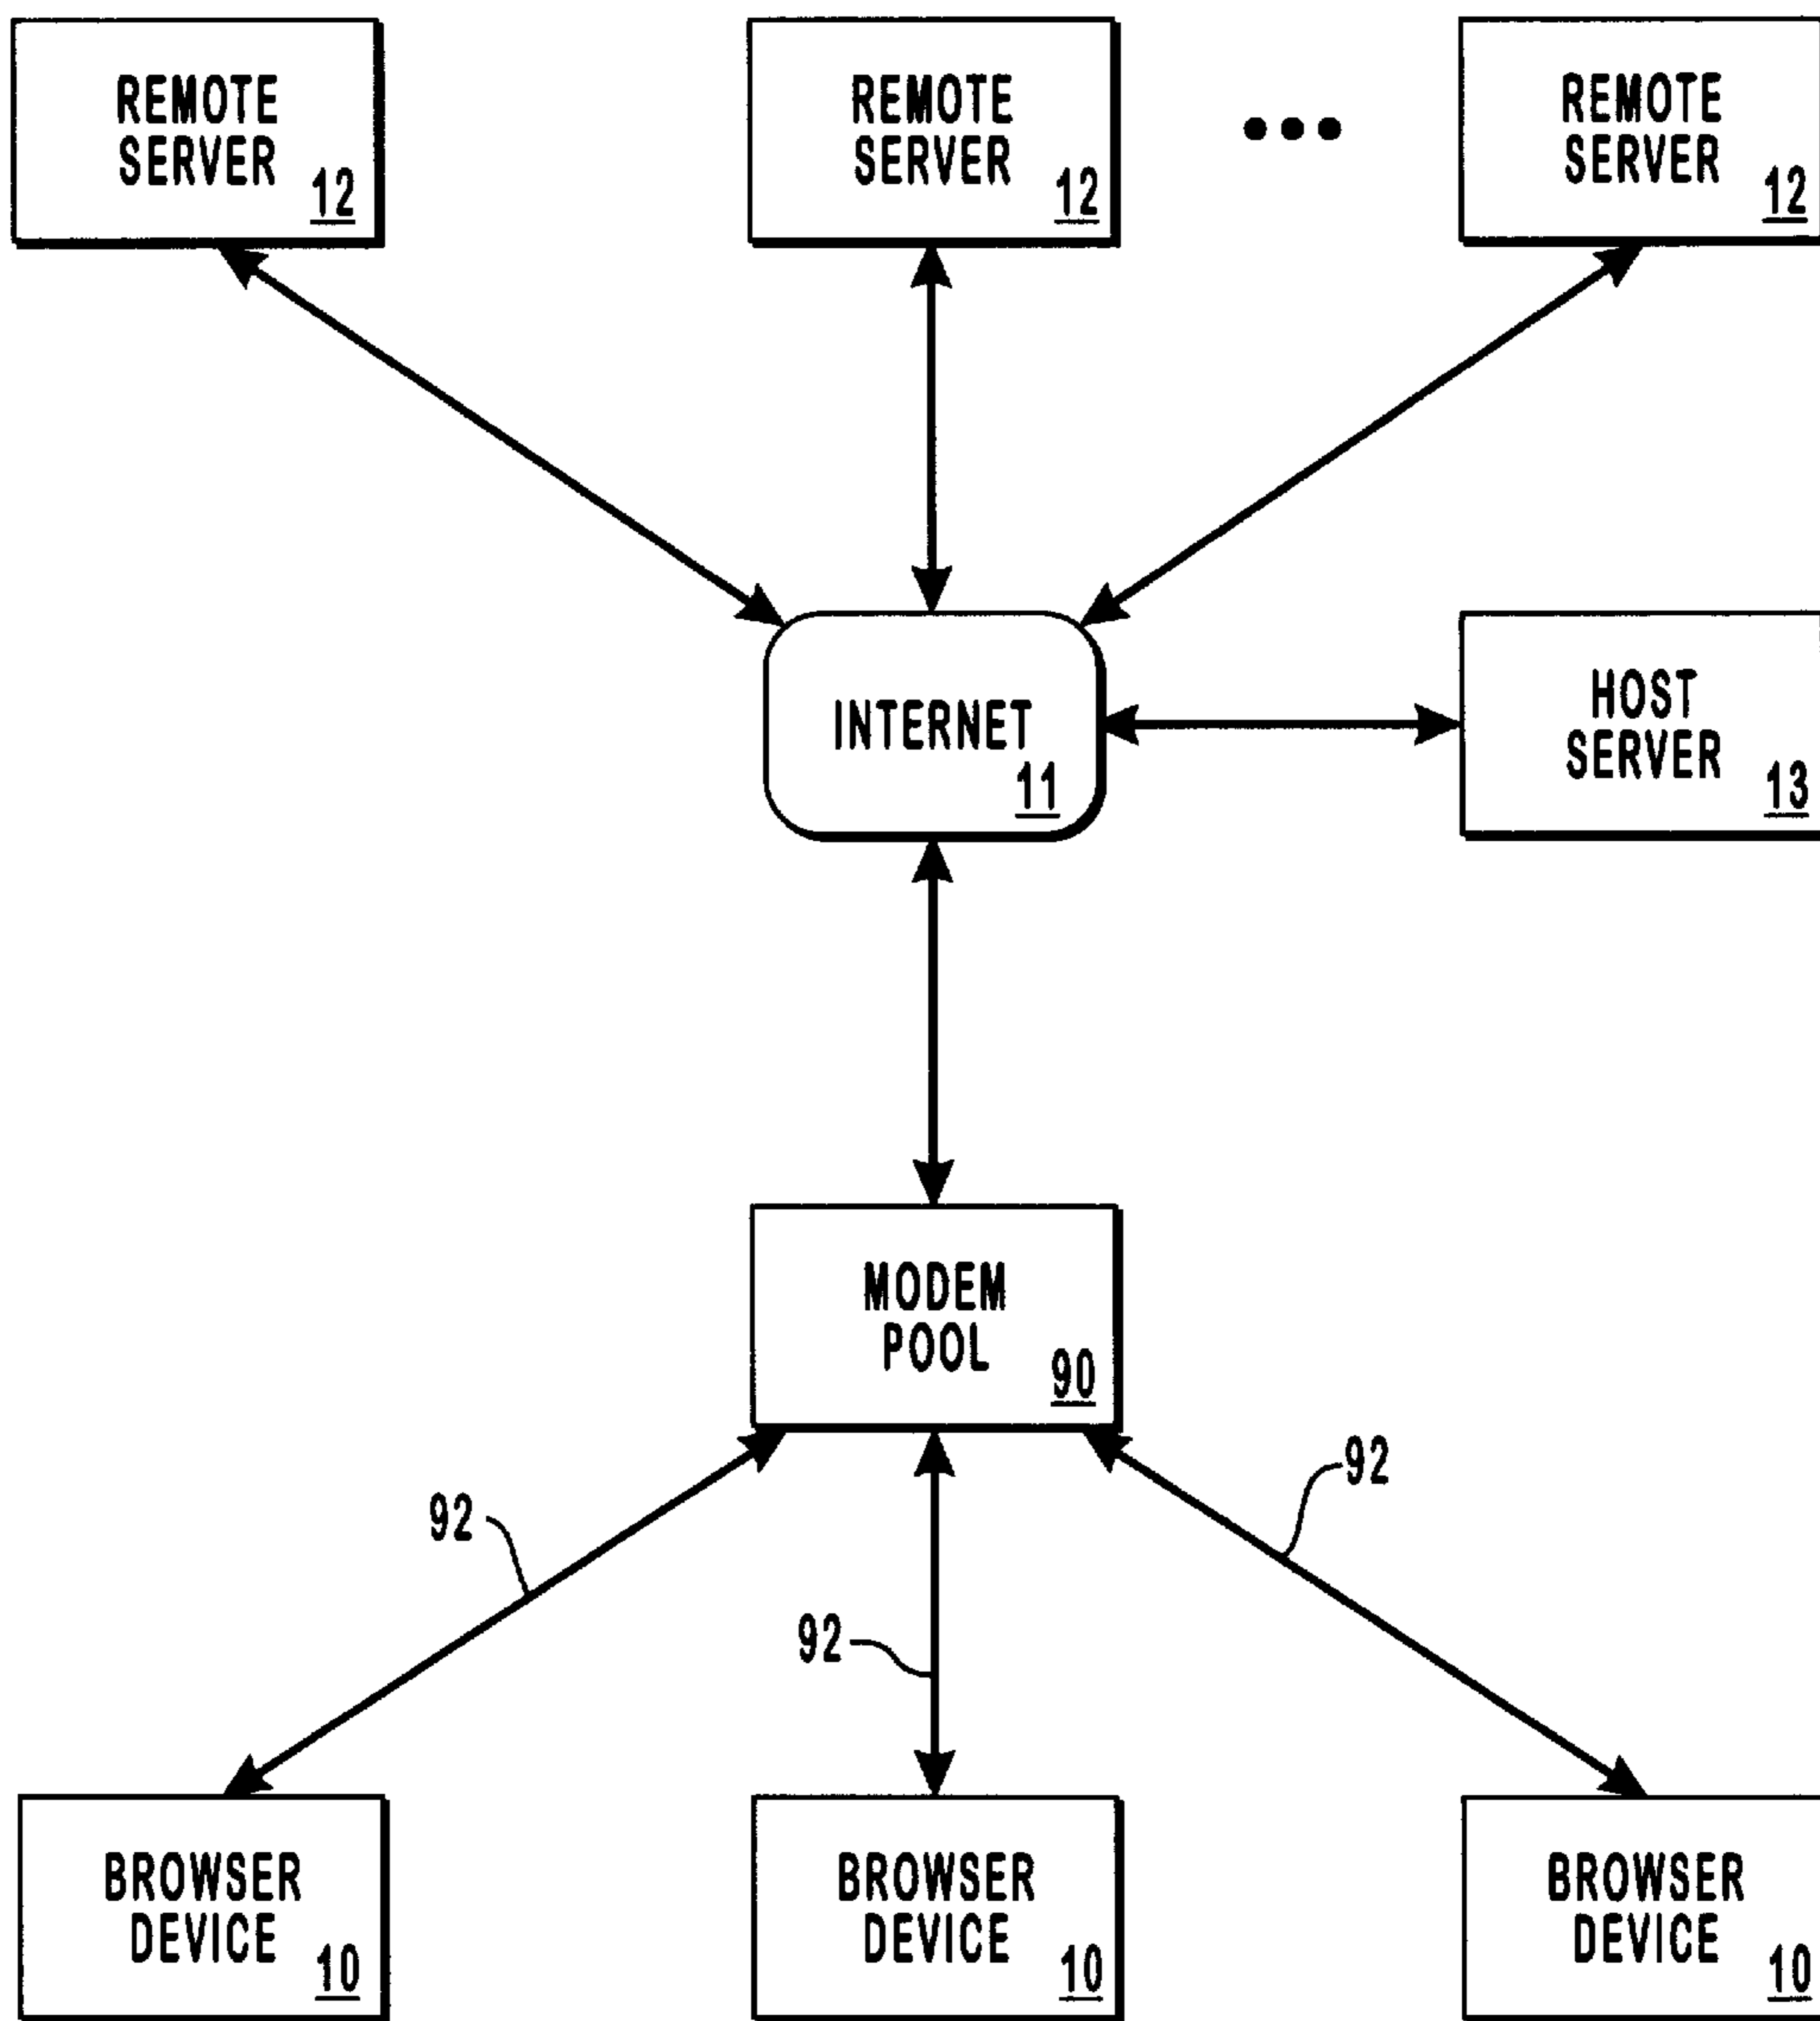 REMOTE
SERVER
12
REMOTE
SERVER
12
REMOTE
SERVER
12
INTERNET
11
HOST
SERVER
13
MODEM
POOL
90
92
92
92
BROWSER
DEVICE
10
BROWSER
DEVICE
10
BROWSER
DEVICE
10